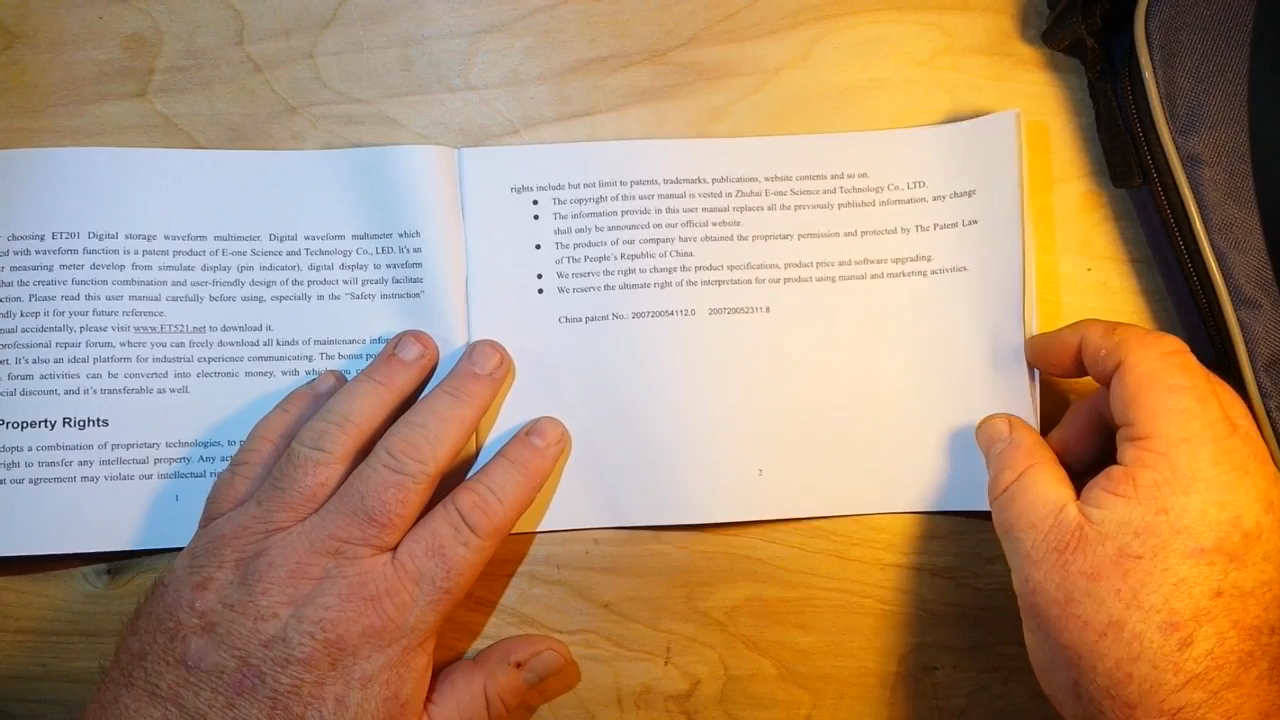 choosing ET201 Digital storage waveform multimeter. Digital waveform multimeter which
ed with waveform function is a patent product of E-one Science and Technology Co., LED. It's an
r measuring meter develop from simulate display (pin indicator), digital display to waveform
hat the creative function combination and user-friendly design of the product will greatly facilitate
ction. Please read this user manual carefully before using, especially in the “Safety instruction”
ndly keep it for your future reference.
nual accidentally, please visit www.ET521.net to download it.
professional repair forum, where you can freely download all kinds of maintenance infor
rt. It's also an ideal platform for industrial experience communicating. The bonus po
forum activities can be converted into electronic money, with which you c
cial discount, and it's transferable as well.
Property Rights
dopts a combination of proprietary technologies, to p
right to transfer any intellectual property. Any act
at our agreement may violate our intellectual rig
1
rights include but not limit to patents, trademarks, publications, website contents and so on.
● The copyright of this user manual is vested in Zhuhai E-one Science and Technology Co., LTD.
● The information provide in this user manual replaces all the previously published information, any change
shall only be announced on our official website.
● The products of our company have obtained the proprietary permission and protected by The Patent Law
of The People's Republic of China.
● We reserve the right to change the product specifications, product price and software upgrading.
● We reserve the ultimate right of the interpretation for our product using manual and marketing activities.
China patent No.: 200720054112.0 200720052311.8
2